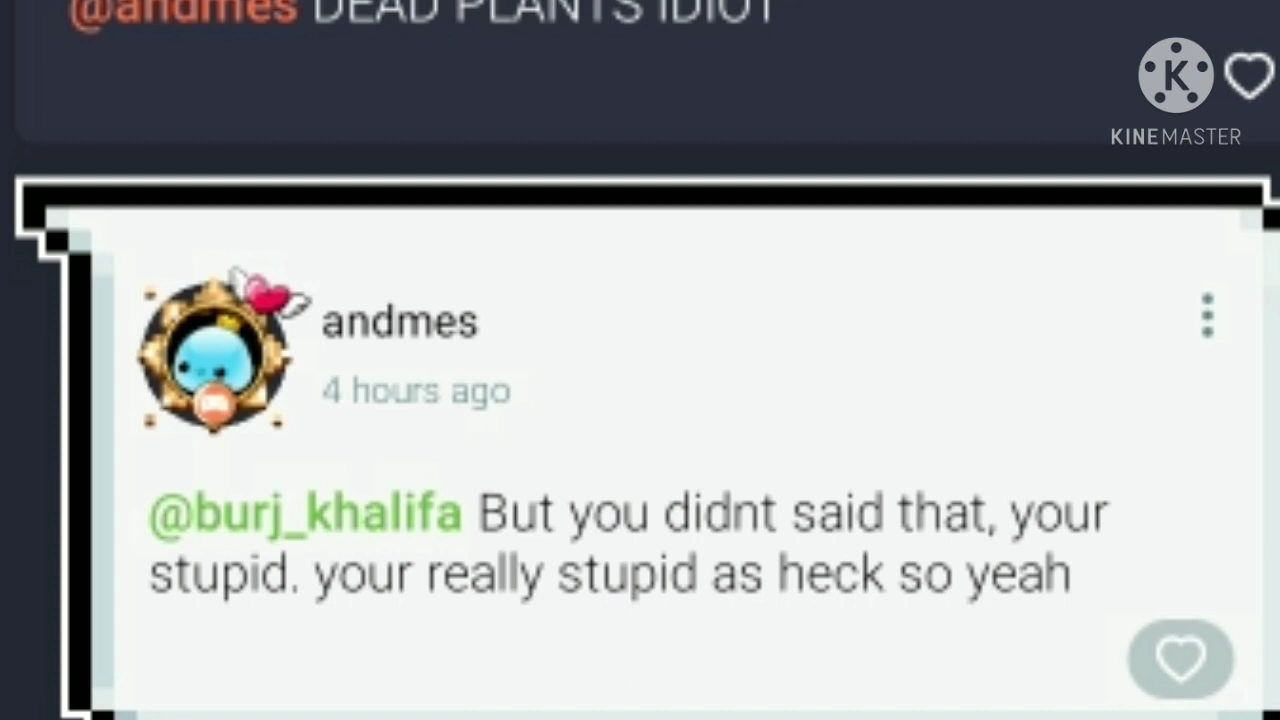 @andmes DEAD PLANTS IDIOT
KINEMASTER
andmes
4 hours ago
@burj_khalifa But you didnt said that, your
stupid. your really stupid as heck so yeah